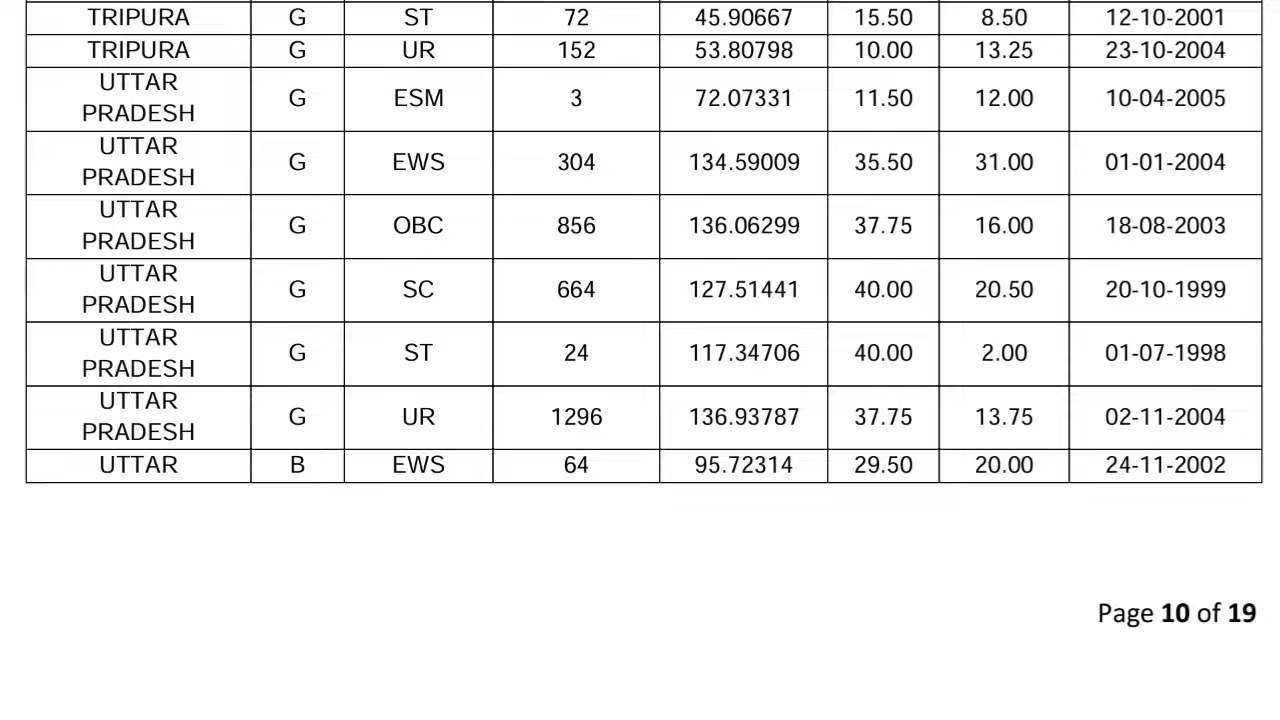 TRIPURA G ST 72 45.90667 15.50 8.50 12-10-2001
TRIPURA G UR 152 53.80798 10.00 13.25 23-10-2004
UTTAR PRADESH G ESM 3 72.07331 11.50 12.00 10-04-2005
UTTAR PRADESH G EWS 304 134.59009 35.50 31.00 01-01-2004
UTTAR PRADESH G OBC 856 136.06299 37.75 16.00 18-08-2003
UTTAR PRADESH G SC 664 127.51441 40.00 20.50 20-10-1999
UTTAR PRADESH G ST 24 117.34706 40.00 2.00 01-07-1998
UTTAR PRADESH G UR 1296 136.93787 37.75 13.75 02-11-2004
UTTAR B EWS 64 95.72314 29.50 20.00 24-11-2002
Page 10 of 19